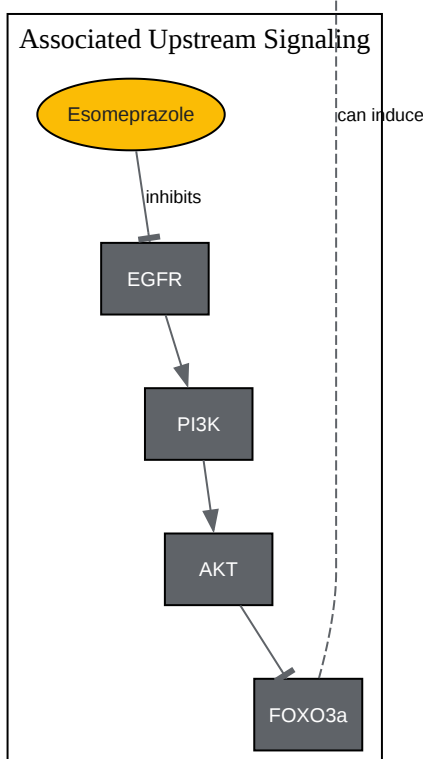 Associated Upstream Signaling
Esomeprazole
can induce
inhibits
EGFR
PI3K
AKT
FOXO3a